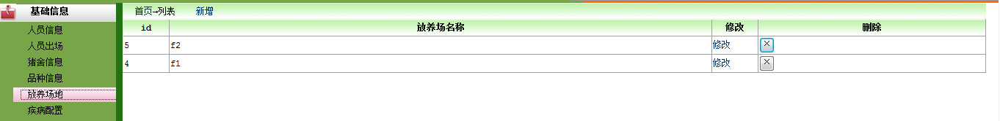 基础信息
人员信息
人员出场
猪舍信息
品种信息
放养场地
疾病配置
首页→列表 新增
id 放养场名称 修改 删除
5 f2 修改 X
4 f1 修改 X